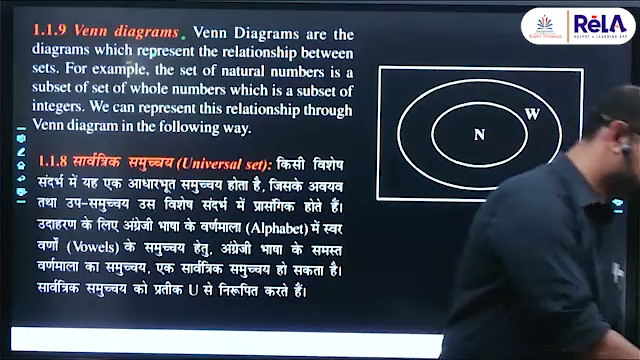 1.1.9 Venn diagrams. Venn Diagrams are the
diagrams which represent the relationship between
sets. For example, the set of natural numbers is a
subset of set of whole numbers which is a subset of
integers. We can represent this relationship through
Venn diagram in the following way.
1.1.8 सार्वत्रिक समुच्चय (Universal set): किसी विशेष
संदर्भ में यह एक आधारभूत समुच्चय होता है, जिसके अवयव
तथा उप-समुच्चय उस विशेष संदर्भ में प्रासंगिक होते हैं।
उदाहरण के लिए अंग्रेजी भाषा के वर्णमाला (Alphabet) में स्वर
वर्णों (Vowels) के समुच्चय हेतु, अंग्रेजी भाषा के समस्त
वर्णमाला का समुच्चय, एक सार्वत्रिक समुच्चय हो सकता है।
सार्वत्रिक समुच्चय को प्रतीक U से निरूपित करते हैं।
W
N
RELA